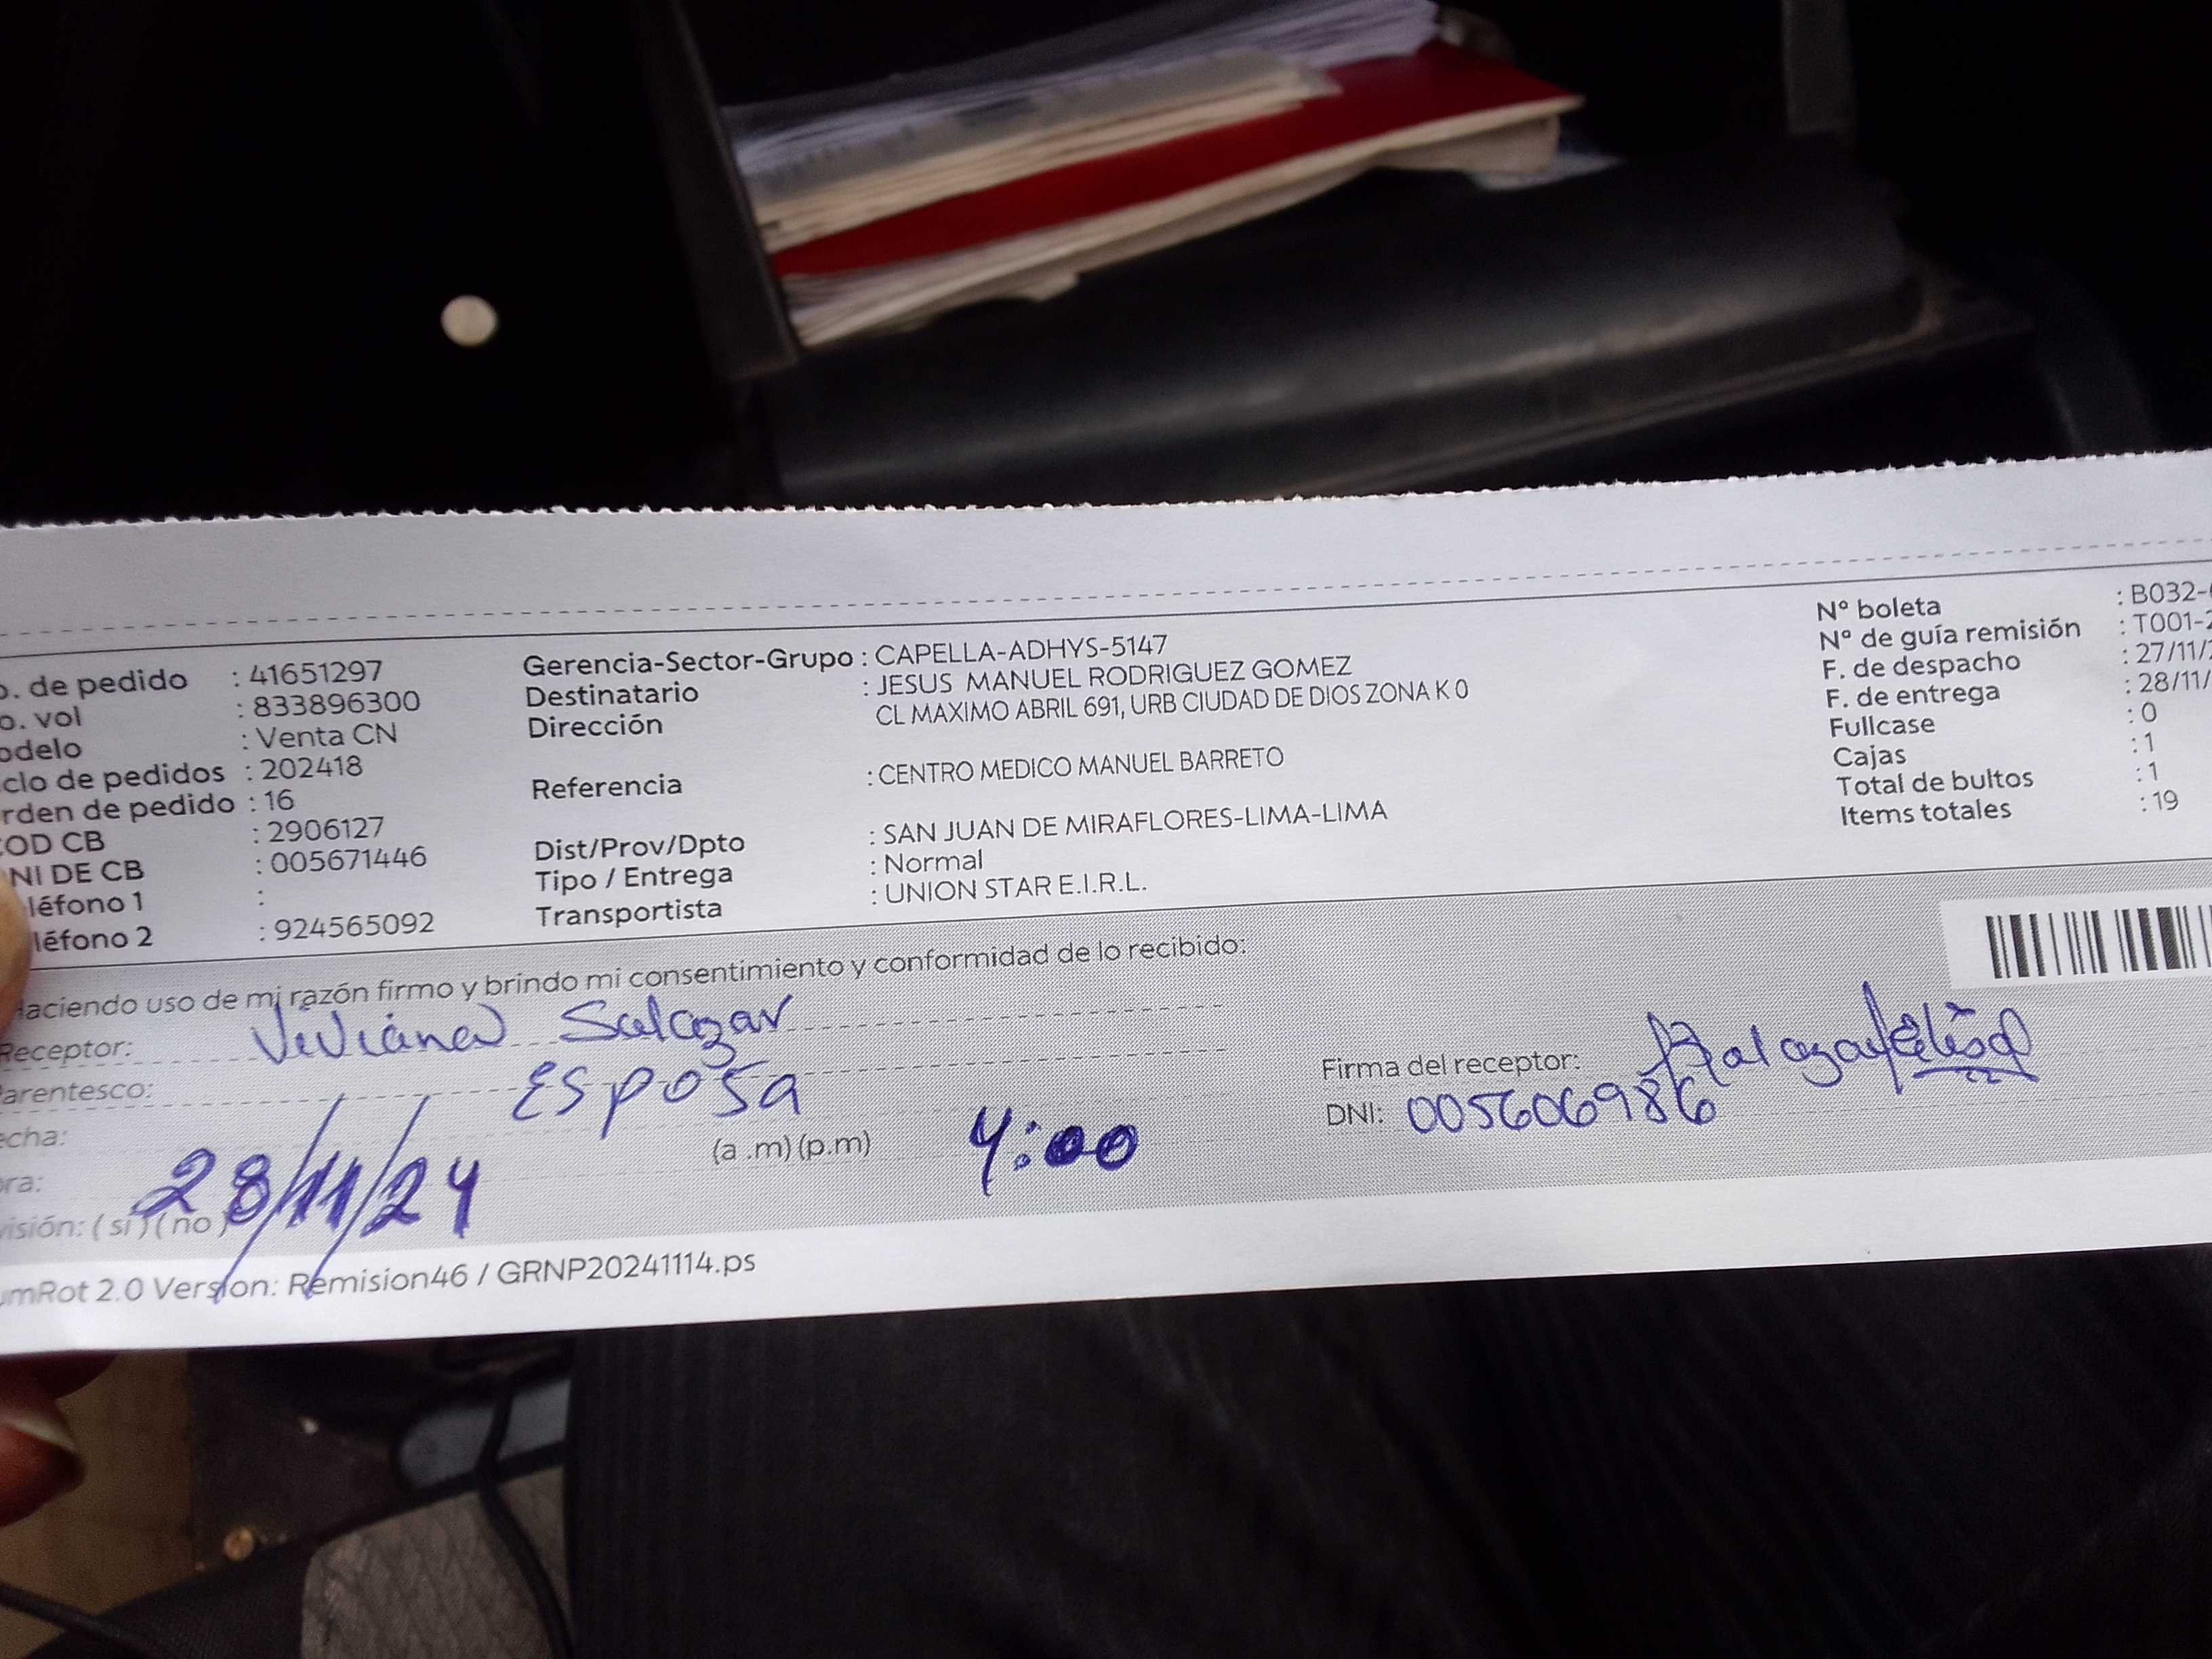 o. de pedido : 41651297
o. vol : 833896300
odelo : Venta CN
clo de pedidos : 202418
rden de pedido : 16
OD CB : 2906127
NI DE CB : 005671446
léfono 1 :
léfono 2 : 924565092
Gerencia-Sector-Grupo : CAPELLA-ADHYS-5147
Destinatario : JESUS MANUEL RODRIGUEZ GOMEZ
Dirección CL MAXIMO ABRIL 691, URB CIUDAD DE DIOS ZONA K 0
Referencia : CENTRO MEDICO MANUEL BARRETO
Dist/Prov/Dpto : SAN JUAN DE MIRAFLORES-LIMA-LIMA
Tipo / Entrega : Normal
Transportista : UNION STAR E.I.R.L.
Nº boleta : B032-
Nº de guía remisión : T001-2
F. de despacho : 27/11/
F. de entrega : 28/11/
Fullcase : 0
Cajas : 1
Total de bultos : 1
Items totales : 19
Haciendo uso de mi razón firmo y brindo mi consentimiento y conformidad de lo recibido:
Receptor: Viviana Salazar
arentesco: Esposa
echa: 28/11/24
ora: (a .m) (p.m) 4:00
visión: ( si ) ( no )
Firma del receptor:
DNI: 005606986
umRot 2.0 Version: Remision46 / GRNP20241114.ps